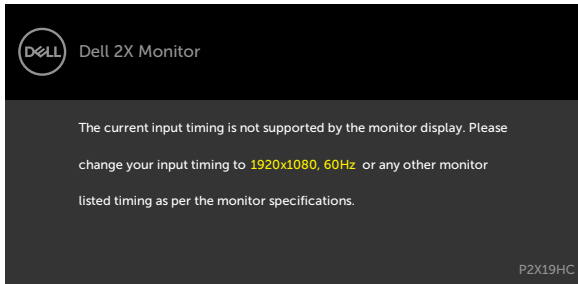 DELL
Dell 2X Monitor
The current input timing is not supported by the monitor display. Please
change your input timing to 1920x1080, 60Hz or any other monitor
listed timing as per the monitor specifications.
P2X19HC